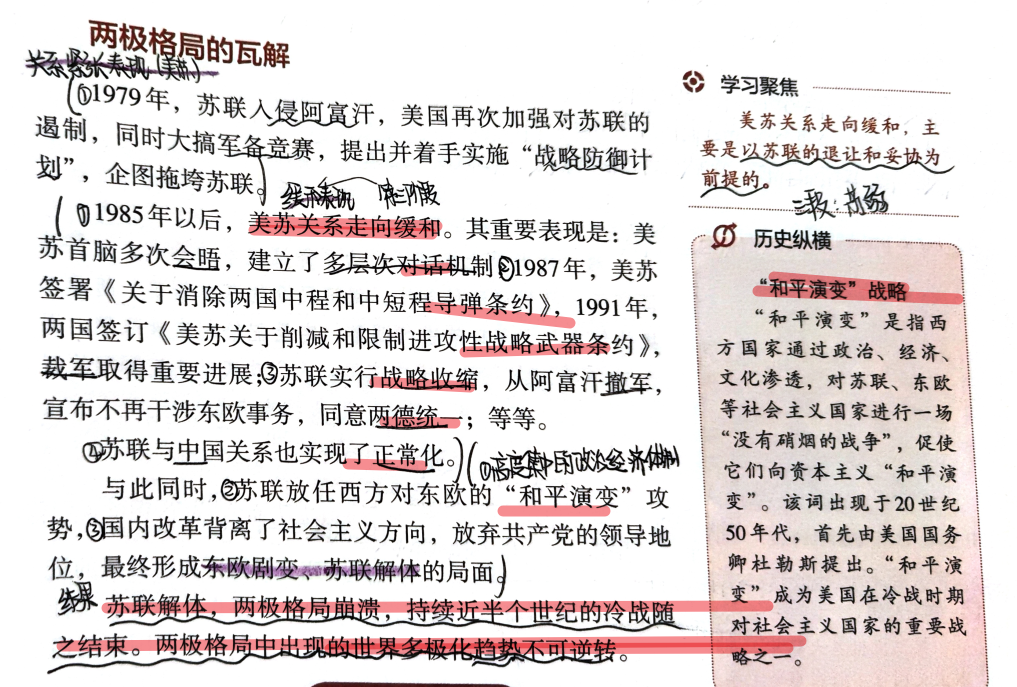 两极格局的瓦解
关系紧张表现（美苏）
①1979年，苏联入侵阿富汗，美国再次加强对苏联的
遏制，同时大搞军备竞赛，提出并着手实施“战略防御计
划”，企图拖垮苏联。
①1985年以后，美苏关系走向缓和。其重要表现是：美
苏首脑多次会晤，建立了多层次对话机制②1987年，美苏
签署《关于消除两国中程和中短程导弹条约》，1991年，
两国签订《美苏关于削减和限制进攻性战略武器条约》，
裁军取得重要进展；③苏联实行战略收缩，从阿富汗撤军，
宣布不再干涉东欧事务，同意两德统一；等等。
④苏联与中国关系也实现了正常化。
①高度集中的政治经济体制
与此同时，②苏联放任西方对东欧的“和平演变”攻
势，③国内改革背离了社会主义方向，放弃共产党的领导地
位，最终形成东欧剧变、苏联解体的局面。
结果
苏联解体，两极格局崩溃，持续近半个世纪的冷战随
之结束。两极格局中出现的世界多极化趋势不可逆转。
学习聚焦
美苏关系走向缓和，主
要是以苏联的退让和妥协为
前提的。
历史纵横
“和平演变”战略
“和平演变”是指西
方国家通过政治、经济、
文化渗透，对苏联、东欧
等社会主义国家进行一场
“没有硝烟的战争”，促使
它们向资本主义“和平演
变”。该词出现于20世纪
50年代，首先由美国国务
卿杜勒斯提出。“和平演
变”成为美国在冷战时期
对社会主义国家的重要战
略之一。